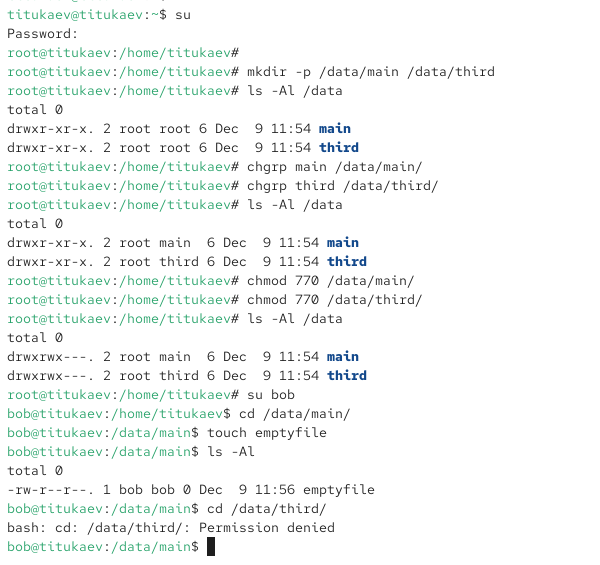 titukaev@titukaev:~$ su
Password:
root@titukaev:/home/titukaev#
root@titukaev:/home/titukaev# mkdir -p /data/main /data/third
root@titukaev:/home/titukaev# ls -Al /data
total 0
drwxr-xr-x. 2 root root 6 Dec  9 11:54 main
drwxr-xr-x. 2 root root 6 Dec  9 11:54 third
root@titukaev:/home/titukaev# chgrp main /data/main/
root@titukaev:/home/titukaev# chgrp third /data/third/
root@titukaev:/home/titukaev# ls -Al /data
total 0
drwxr-xr-x. 2 root main  6 Dec  9 11:54 main
drwxr-xr-x. 2 root third 6 Dec  9 11:54 third
root@titukaev:/home/titukaev# chmod 770 /data/main/
root@titukaev:/home/titukaev# chmod 770 /data/third/
root@titukaev:/home/titukaev# ls -Al /data
total 0
drwxrwx---. 2 root main  6 Dec  9 11:54 main
drwxrwx---. 2 root third 6 Dec  9 11:54 third
root@titukaev:/home/titukaev# su bob
bob@titukaev:/home/titukaev$ cd /data/main/
bob@titukaev:/data/main$ touch emptyfile
bob@titukaev:/data/main$ ls -Al
total 0
-rw-r--r--. 1 bob bob 0 Dec  9 11:56 emptyfile
bob@titukaev:/data/main$ cd /data/third/
bash: cd: /data/third/: Permission denied
bob@titukaev:/data/main$